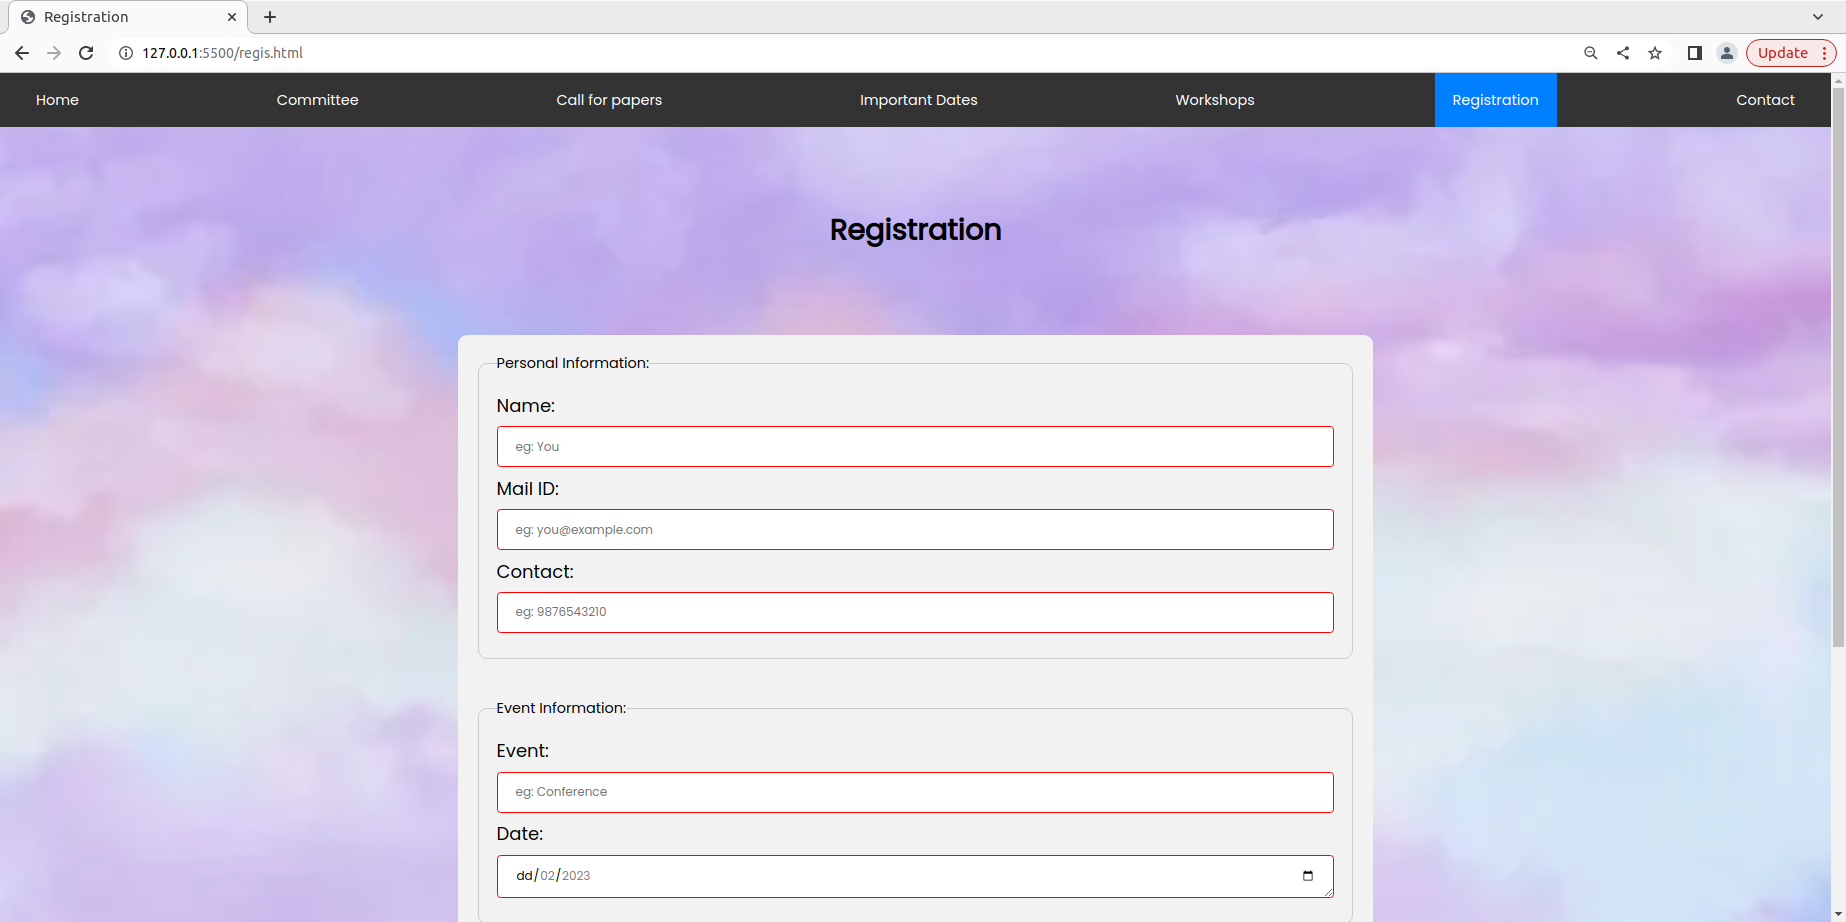 Registration
127.0.0.1:5500/regis.html
Update
Home Committee Call for papers Important Dates Workshops Registration Contact
Registration
Personal Information:
Name:
eg: You
Mail ID:
eg: you@example.com
Contact:
eg: 9876543210
Event Information:
Event:
eg: Conference
Date:
dd/02/2023